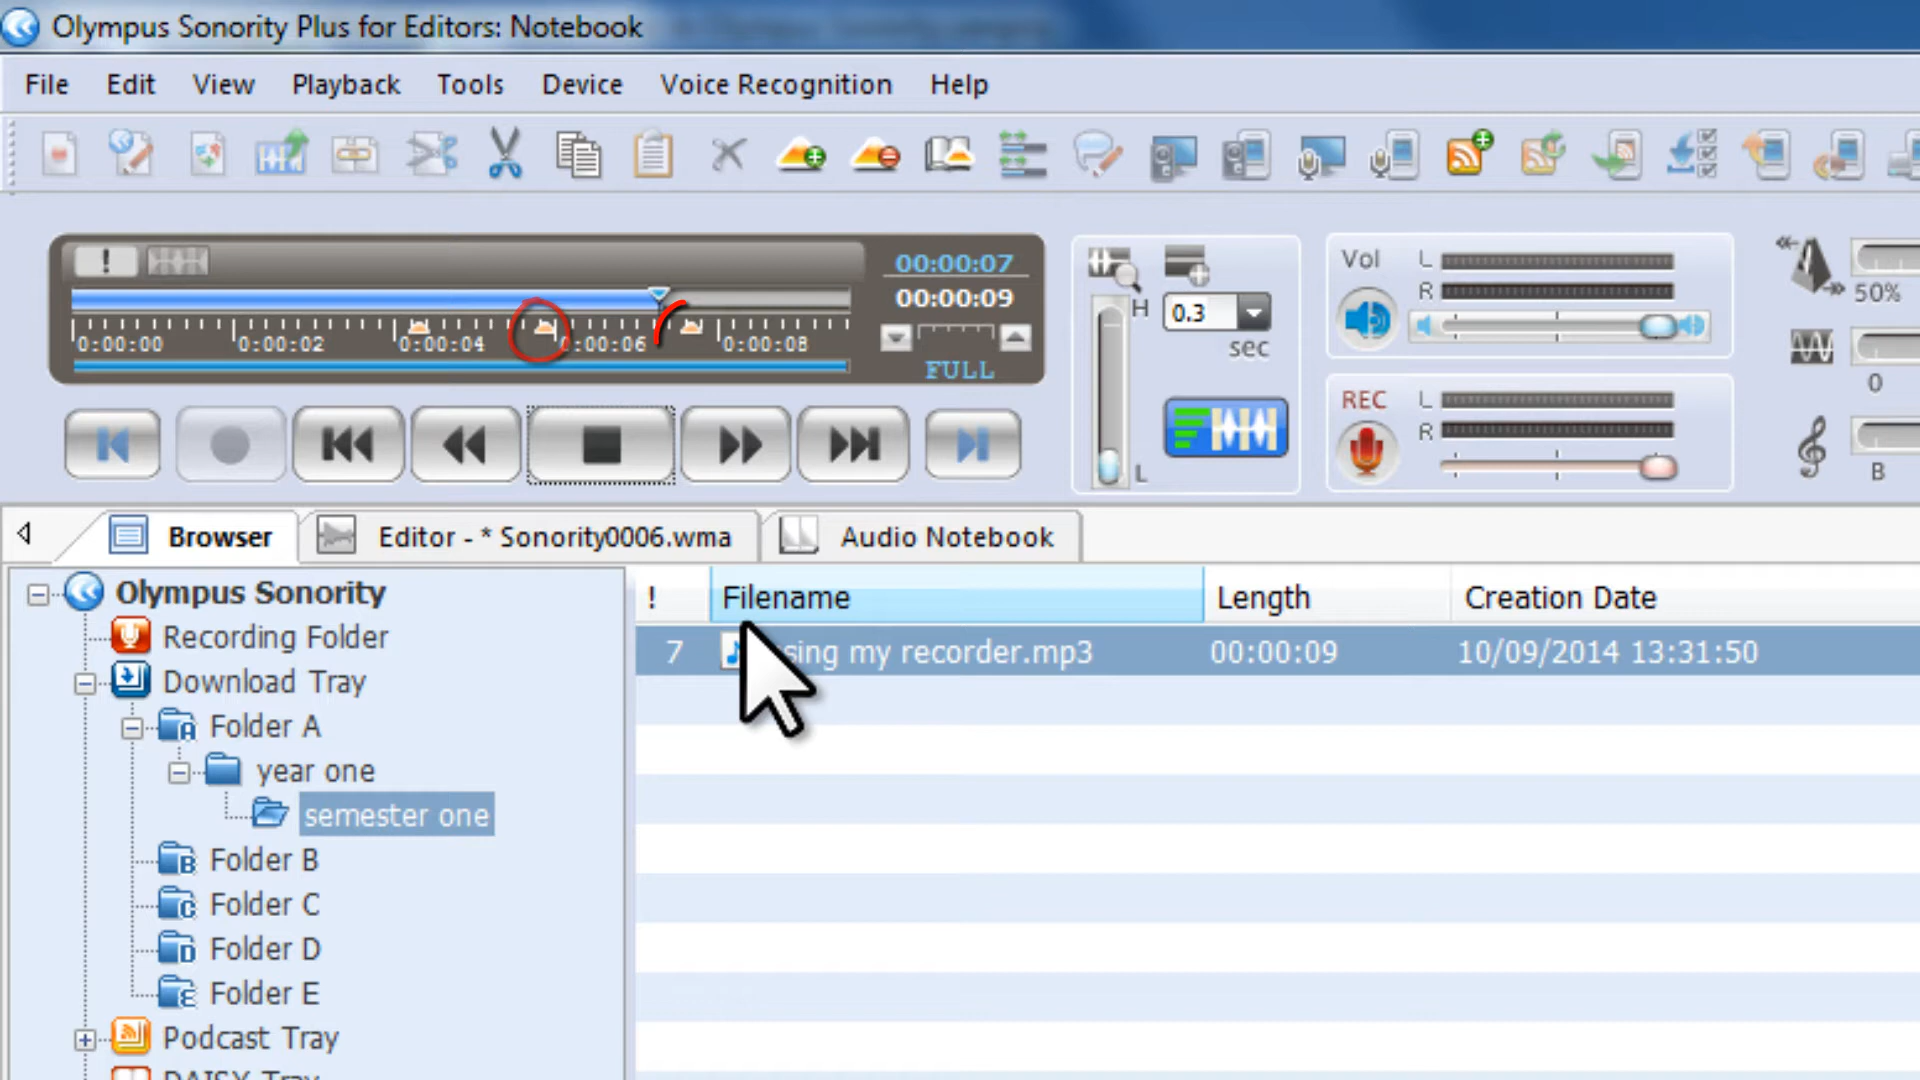 Olympus Sonority Plus for Editors: Notebook
File Edit View Playback Tools Device Voice Recognition Help
!
00:00:07
00:00:09
0:00:00 0:00:02 0:00:04 0:00:06 0:00:08
FULL
H
L
0.3
sec
Vol L
R
REC L
R
50%
0
B
Browser Editor - * Sonority0006.wma Audio Notebook
Olympus Sonority
Recording Folder
Download Tray
A Folder A
year one
semester one
B Folder B
C Folder C
D Folder D
E Folder E
Podcast Tray
DAISY Tray
! Filename Length Creation Date
7 sing my recorder.mp3 00:00:09 10/09/2014 13:31:50